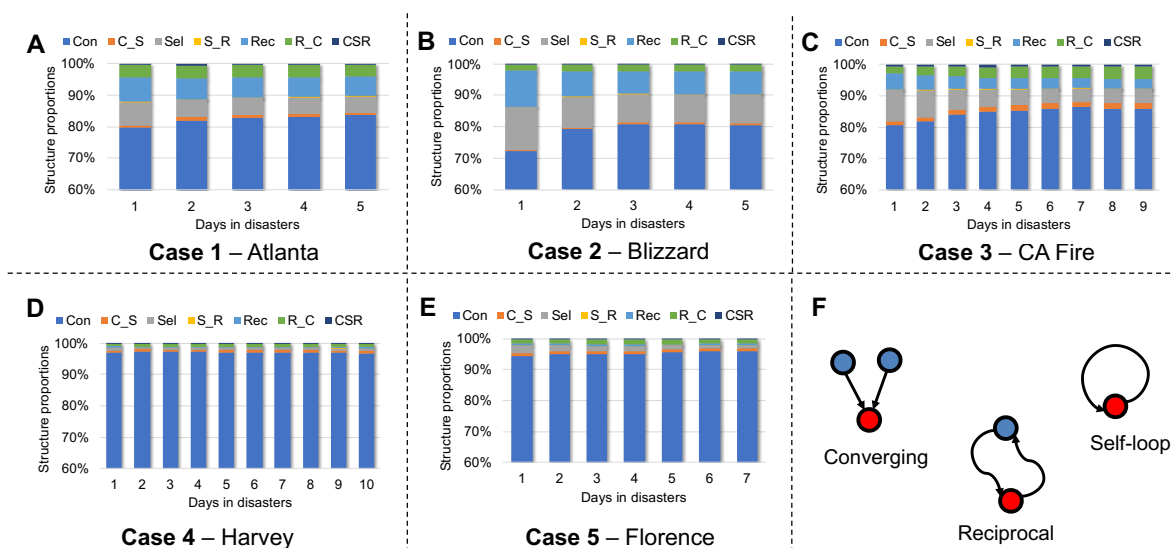 A
Con C_S Sel S_R Rec R_C CSR
Structure proportions
100%
90%
80%
70%
60%
1 2 3 4 5
Days in disasters
Case 1 – Atlanta
B
Con C_S Sel S_R Rec R_C CSR
Structure proportions
100%
90%
80%
70%
60%
1 2 3 4 5
Days in disasters
Case 2 – Blizzard
C
Con C_S Sel S_R Rec R_C CSR
Structure proportions
100%
90%
80%
70%
60%
1 2 3 4 5 6 7 8 9
Days in disasters
Case 3 – CA Fire
D
Con C_S Sel S_R Rec R_C CSR
Structure proportions
100%
90%
80%
70%
60%
1 2 3 4 5 6 7 8 9 10
Days in disasters
Case 4 – Harvey
E
Con C_S Sel S_R Rec R_C CSR
Structure proportions
100%
90%
80%
70%
60%
1 2 3 4 5 6 7
Days in disasters
Case 5 – Florence
F
Converging
Self-loop
Reciprocal